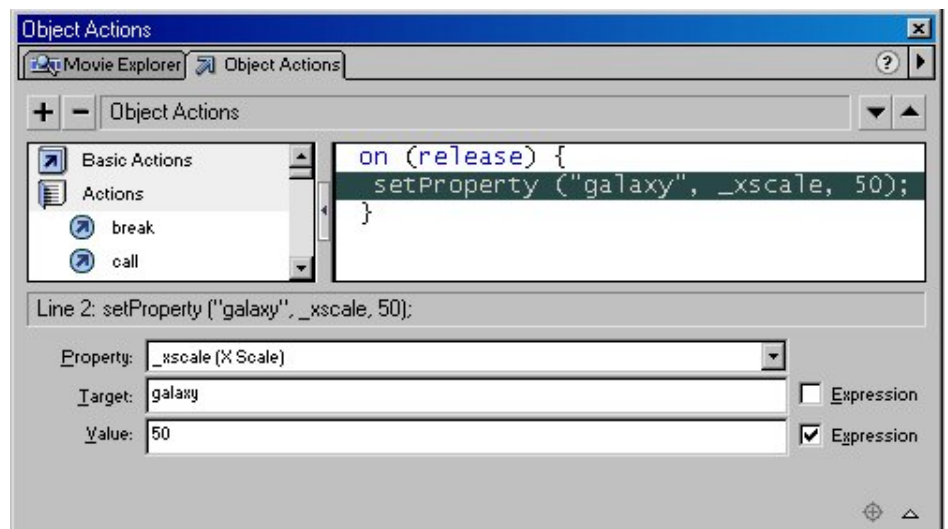 Object Actions
Movie Explorer Object Actions ?
+ - Object Actions
Basic Actions
Actions
break
call
on (release) {
setProperty ("galaxy", _xscale, 50);
}
Line 2: setProperty ("galaxy", _xscale, 50);
Property: _xscale (X Scale)
Target: galaxy Expression
Value: 50 Expression